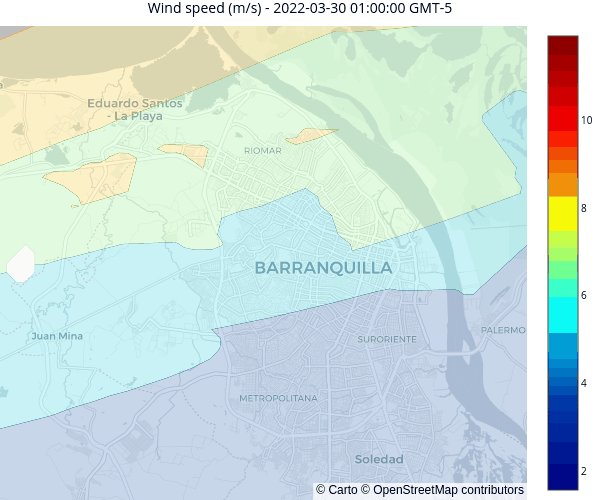 Wind speed (m/s) - 2022-03-30 01:00:00 GMT-5
Eduardo Santos
- La Playa
RIOMAR
BARRANQUILLA
Juan Mina
SURORIENTE
PALERMO
METROPOLITANA
Soledad
© Carto © OpenStreetMap contributors
10
8
6
4
2